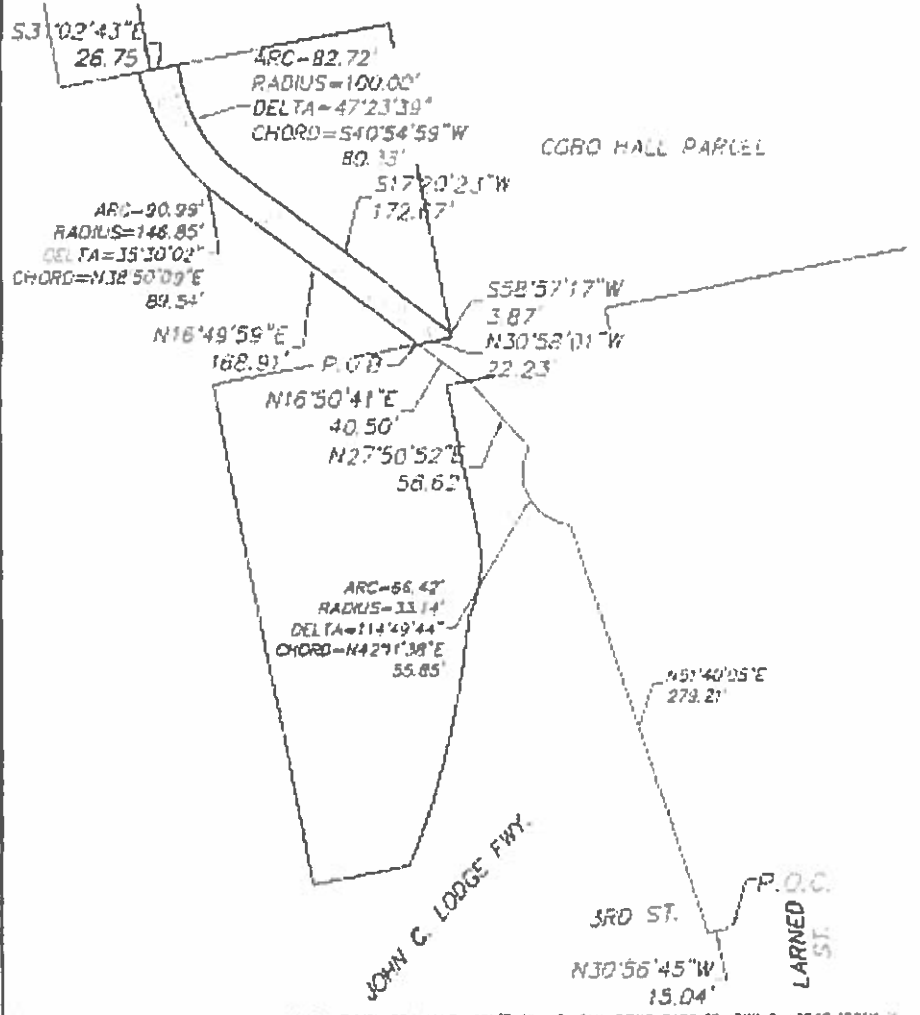 S31°02'43"E
26.75
ARC=82.72'
RADIUS=100.00'
DELTA=47°23'39"
CHORD=S40°54'59"W
80.33'
COBO HALL PARCEL
S17°20'23"W
172.67'
ARC=90.99'
RADIUS=146.85'
DELTA=35°30'02"
CHORD=N38°50'09"E
89.54'
S58°57'17"W
3.87'
N30°58'01"W
22.23'
N16°49'59"E
168.91'
P.O.B
N16°50'41"E
40.50'
N27°50'52"E
58.62'
ARC=66.42'
RADIUS=33.14'
DELTA=114°49'44"
CHORD=N42°11'38"E
55.85'
N51°40'05"E
279.21'
JOHN C. LODGE FWY.
3RD ST.
P.O.C.
LARNED
ST.
N30°56'45"W
15.04'